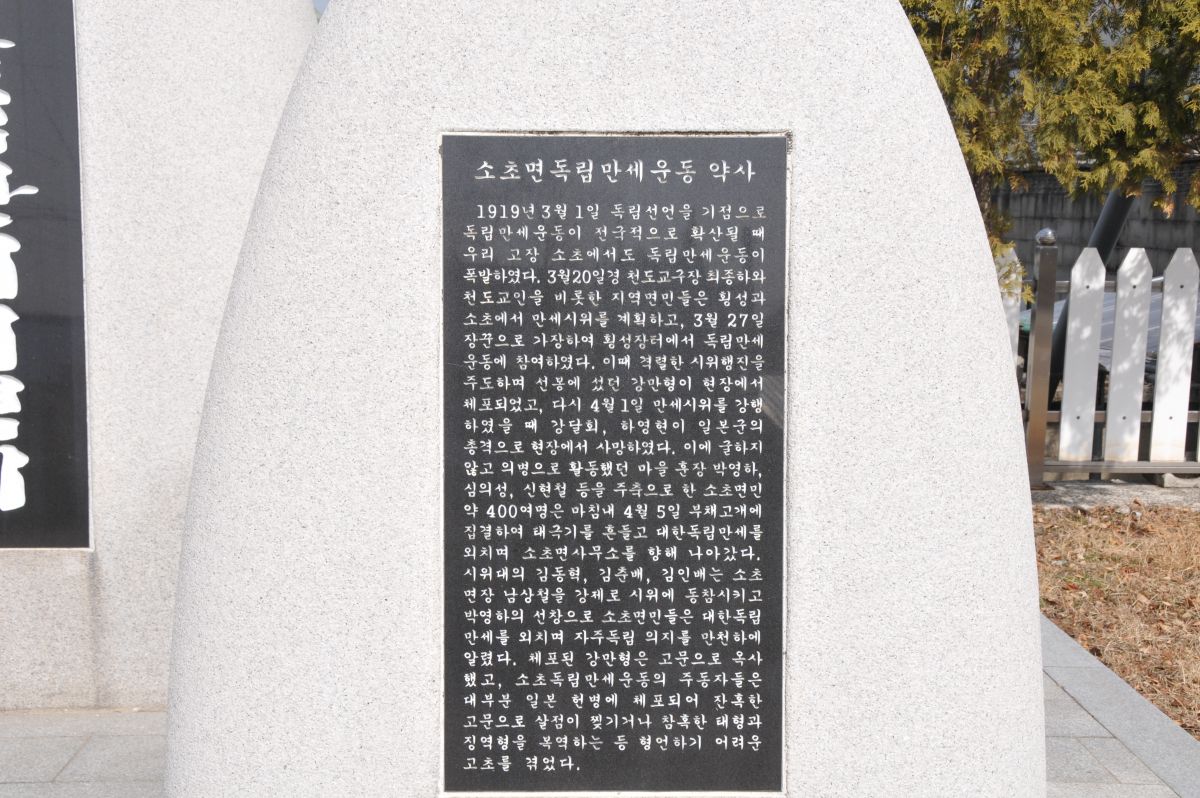 소초면독립만세운동 약사
1919년 3월 1일 독립선언을 기점으로
독립만세운동이 전국적으로 확산될 때
우리 고장 소초에서도 독립만세운동이
폭발하였다. 3월20일경 천도교구장 최종하와
천도교인을 비롯한 지역면민들은 횡성과
소초에서 만세시위를 계획하고, 3월 27일
장꾼으로 가장하여 횡성장터에서 독립만세
운동에 참여하였다. 이때 격렬한 시위행진을
주도하며 선봉에 섰던 강만형이 현장에서
체포되었고, 다시 4월 1일 만세시위를 강행
하였을 때 강달회, 하영현이 일본군의
총격으로 현장에서 사망하였다. 이에 굴하지
않고 의병으로 활동했던 마을 훈장 박영하,
심의성, 신현철 등을 주축으로 한 소초면민
약 400여명은 마침내 4월 5일 부채고개에
집결하여 태극기를 흔들고 대한독립만세를
외치며 소초면사무소를 향해 나아갔다.
시위대의 김동혁, 김춘배, 김인배는 소초
면장 남상철을 강제로 시위에 동참시키고
박영하의 선창으로 소초면민들은 대한독립
만세를 외치며 자주독립 의지를 만천하에
알렸다. 체포된 강만형은 고문으로 옥사
했고, 소초독립만세운동의 주동자들은
대부분 일본 헌병에 체포되어 잔혹한
고문으로 살점이 찢기거나 참혹한 태형과
징역형을 복역하는 등 형언하기 어려운
고초를 겪었다.